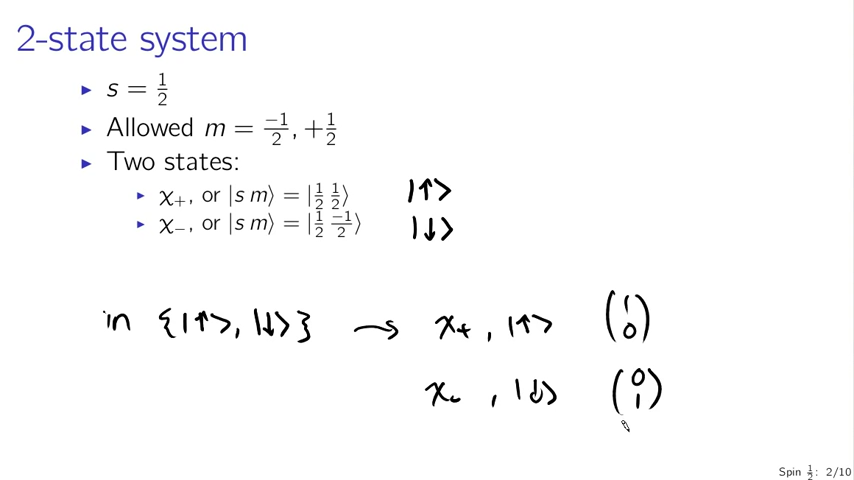 2-state system
▸ s = 1/2
▸ Allowed m = -1/2, +1/2
▸ Two states:
▸ χ₊, or |s m⟩ = |1/2 1/2⟩ |↑⟩
▸ χ₋, or |s m⟩ = |1/2 -1/2⟩ |↓⟩
in {|↑⟩, |↓⟩} → χ₊, |↑⟩ (1 0)
χ₋, |↓⟩ (0 1)
Spin 1/2: 2/10